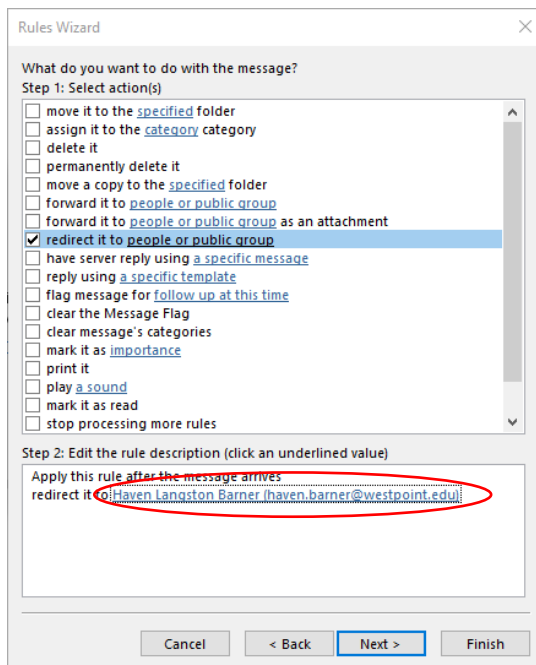 Rules Wizard
What do you want to do with the message?
Step 1: Select action(s)
move it to the specified folder
assign it to the category category
delete it
permanently delete it
move a copy to the specified folder
forward it to people or public group
forward it to people or public group as an attachment
redirect it to people or public group
have server reply using a specific message
reply using a specific template
flag message for follow up at this time
clear the Message Flag
clear message's categories
mark it as importance
print it
play a sound
mark it as read
stop processing more rules
Step 2: Edit the rule description (click an underlined value)
Apply this rule after the message arrives
redirect it to Haven Langston Barner (haven.barner@westpoint.edu)
Cancel < Back Next > Finish